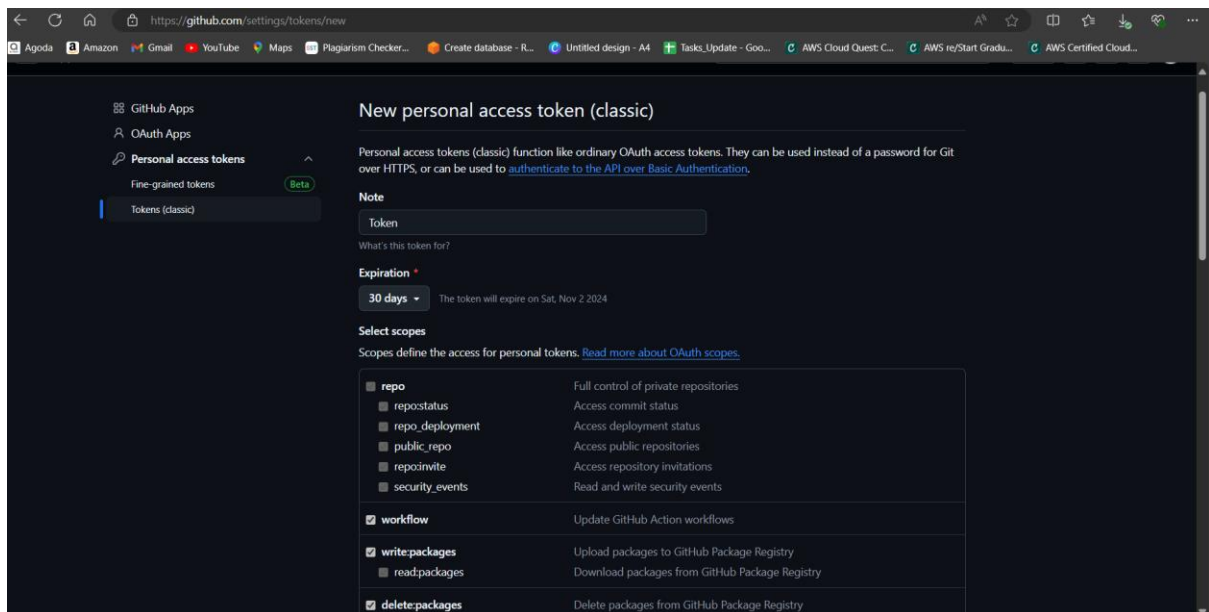 https://github.com/settings/tokens/new
Agoda Amazon Gmail YouTube Maps Plagiarism Checker... Create database - R... Untitled design - A4 Tasks_Update - Goo... AWS Cloud Quest: C... AWS re/Start Gradu... AWS Certified Cloud...
GitHub Apps
OAuth Apps
Personal access tokens
Fine-grained tokens Beta
Tokens (classic)
New personal access token (classic)
Personal access tokens (classic) function like ordinary OAuth access tokens. They can be used instead of a password for Git
over HTTPS, or can be used to authenticate to the API over Basic Authentication.
Note
Token
What's this token for?
Expiration *
30 days The token will expire on Sat, Nov 2 2024
Select scopes
Scopes define the access for personal tokens. Read more about OAuth scopes.
repo Full control of private repositories
repo:status Access commit status
repo_deployment Access deployment status
public_repo Access public repositories
repo:invite Access repository invitations
security_events Read and write security events
workflow Update GitHub Action workflows
write:packages Upload packages to GitHub Package Registry
read:packages Download packages from GitHub Package Registry
delete:packages Delete packages from GitHub Package Registry